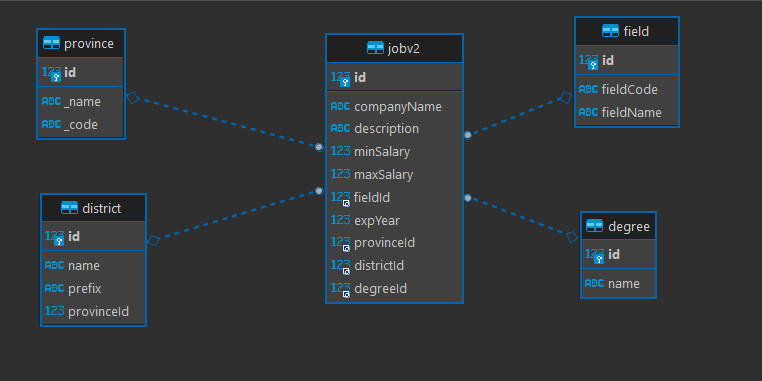 province
id
_name
_code
district
id
name
prefix
provinceId
jobv2
id
companyName
description
minSalary
maxSalary
fieldId
expYear
provinceId
districtId
degreeId
field
id
fieldCode
fieldName
degree
id
name